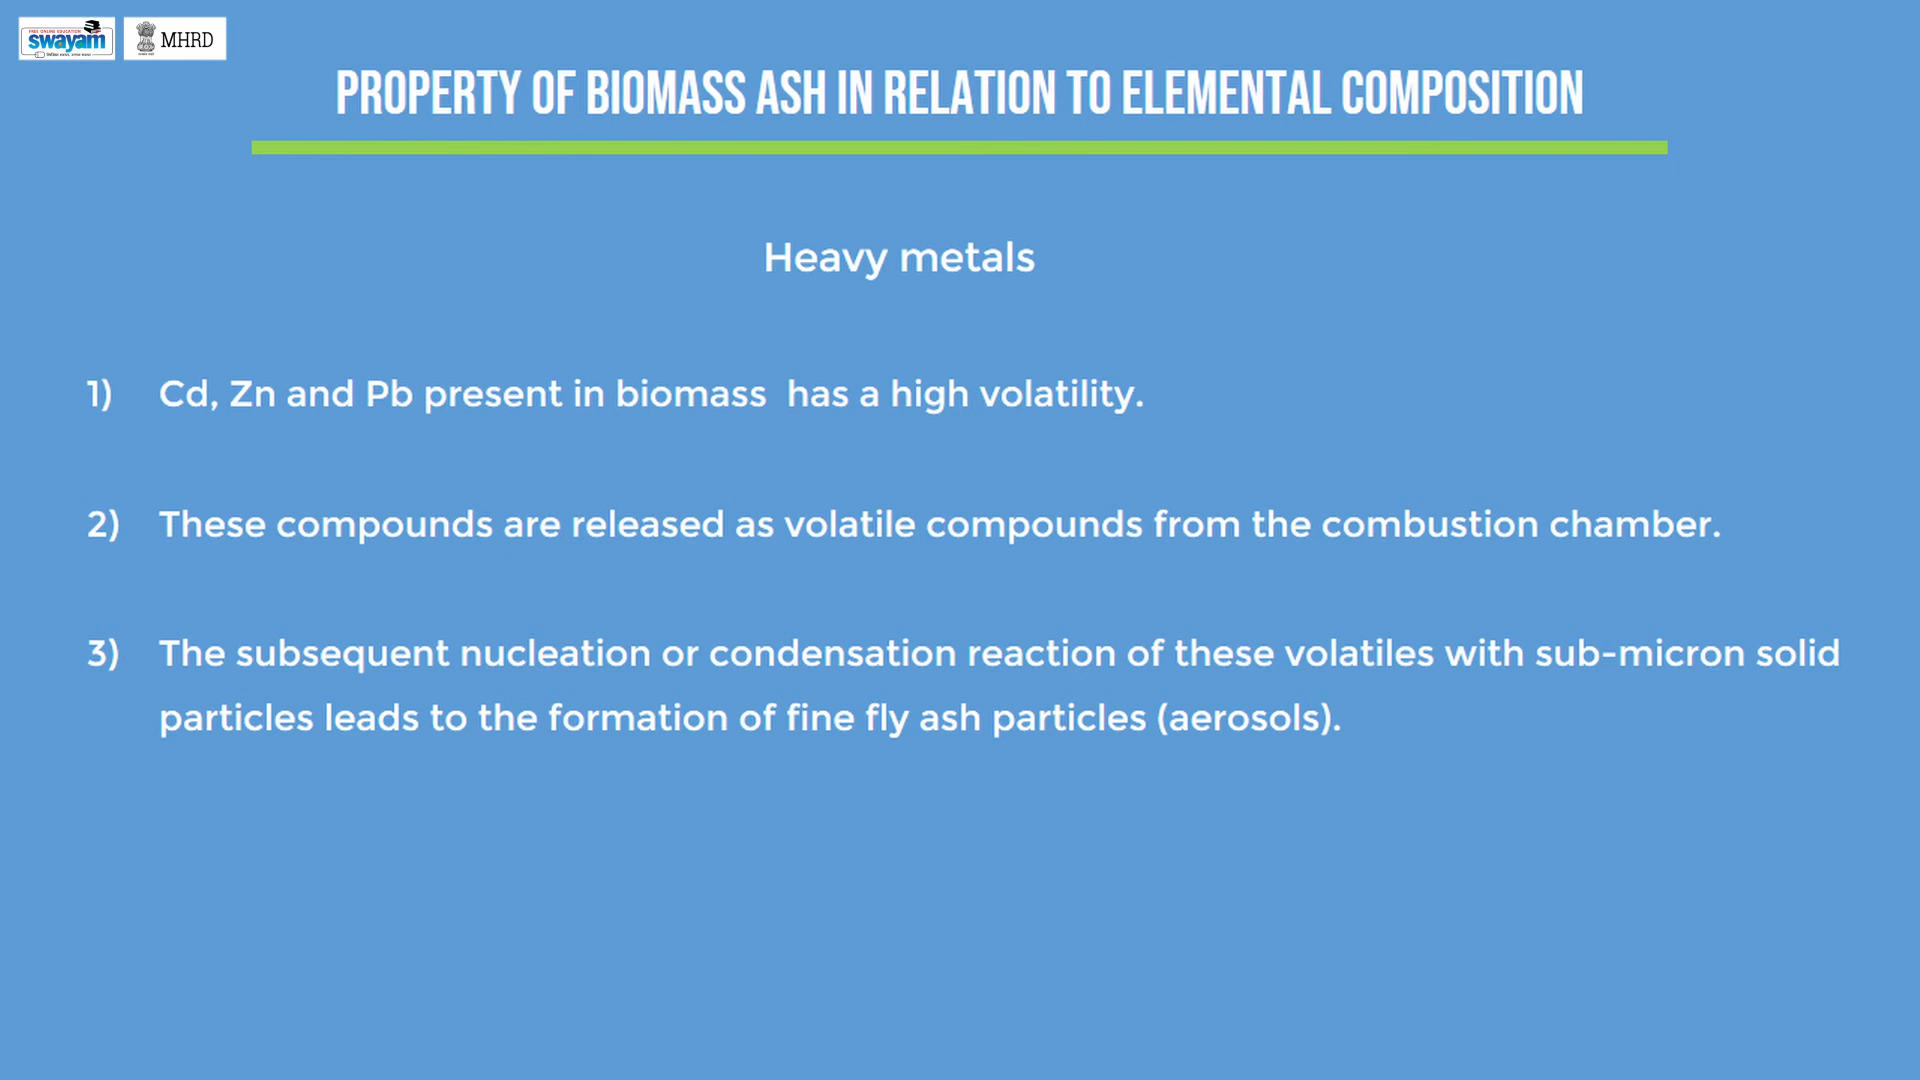 FREE ONLINE EDUCATION
swayam
MHRD
PROPERTY OF BIOMASS ASH IN RELATION TO ELEMENTAL COMPOSITION
Heavy metals
1) Cd, Zn and Pb present in biomass has a high volatility.
2) These compounds are released as volatile compounds from the combustion chamber.
3) The subsequent nucleation or condensation reaction of these volatiles with sub-micron solid
particles leads to the formation of fine fly ash particles (aerosols).